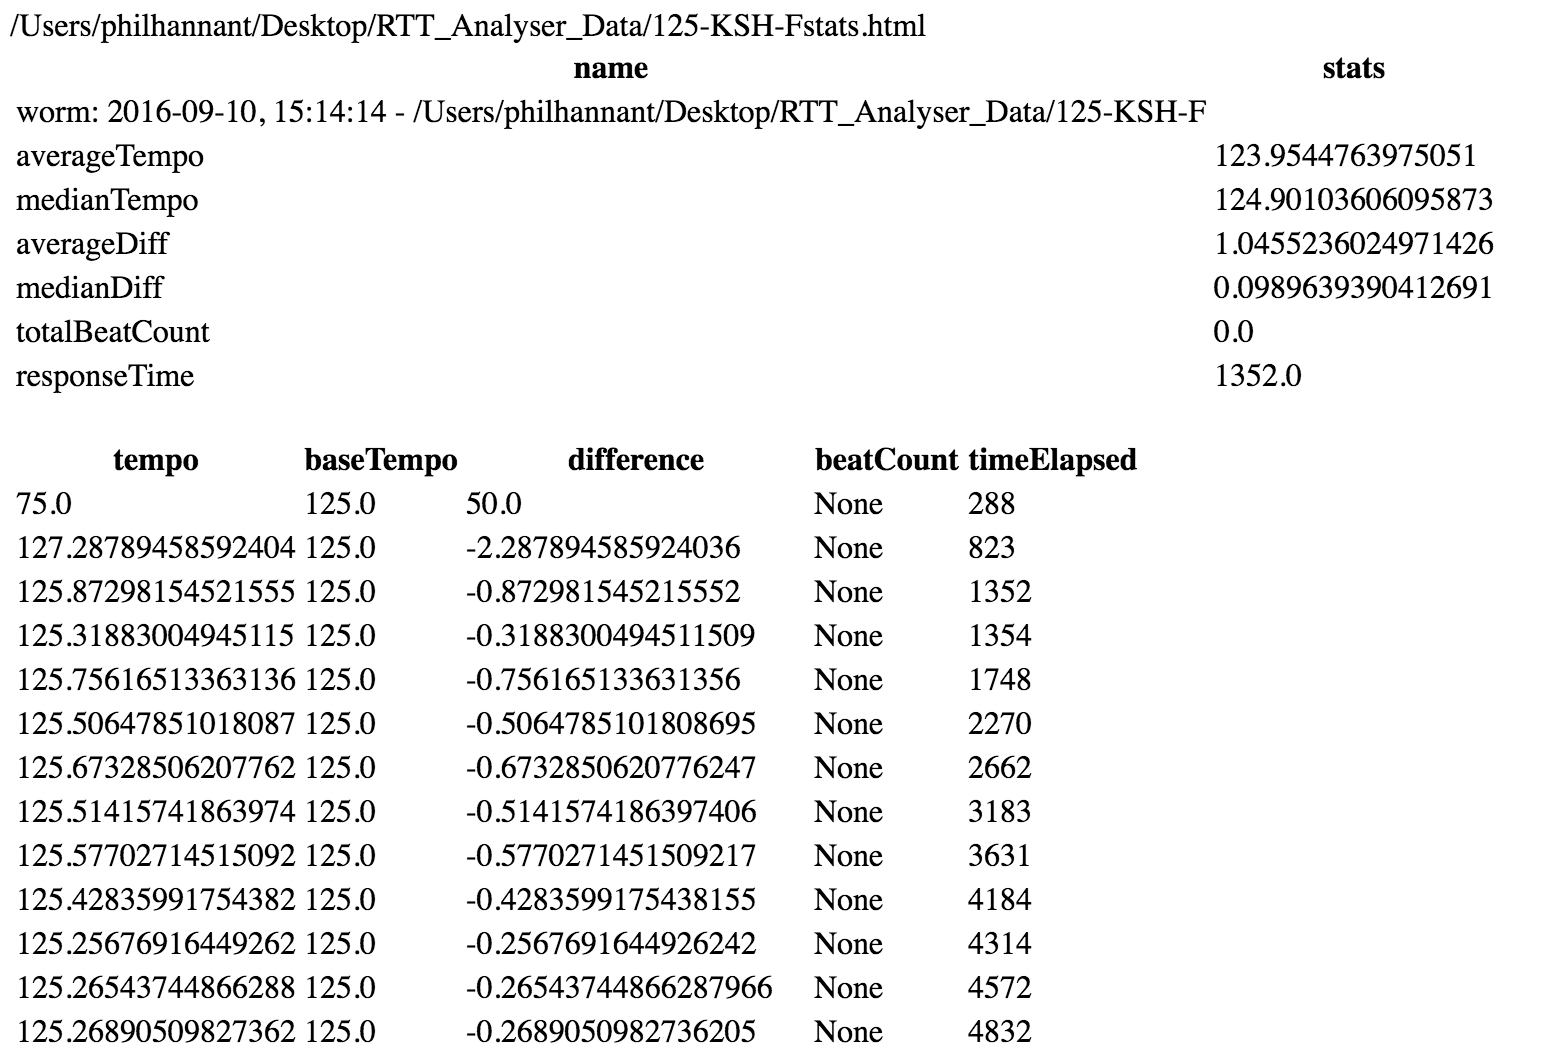 /Users/philhannant/Desktop/RTT_Analyser_Data/125-KSH-Fstats.html
name stats
worm: 2016-09-10, 15:14:14 - /Users/philhannant/Desktop/RTT_Analyser_Data/125-KSH-F
averageTempo 123.9544763975051
medianTempo 124.90103606095873
averageDiff 1.0455236024971426
medianDiff 0.0989639390412691
totalBeatCount 0.0
responseTime 1352.0
tempo baseTempo difference beatCount timeElapsed
75.0 125.0 50.0 None 288
127.28789458592404 125.0 -2.287894585924036 None 823
125.87298154521555 125.0 -0.872981545215552 None 1352
125.31883004945115 125.0 -0.3188300494511509 None 1354
125.75616513363136 125.0 -0.756165133631356 None 1748
125.50647851018087 125.0 -0.5064785101808695 None 2270
125.67328506207762 125.0 -0.6732850620776247 None 2662
125.51415741863974 125.0 -0.5141574186397406 None 3183
125.57702714515092 125.0 -0.5770271451509217 None 3631
125.42835991754382 125.0 -0.4283599175438155 None 4184
125.25676916449262 125.0 -0.2567691644926242 None 4314
125.26543744866288 125.0 -0.26543744866287966 None 4572
125.26890509827362 125.0 -0.2689050982736205 None 4832